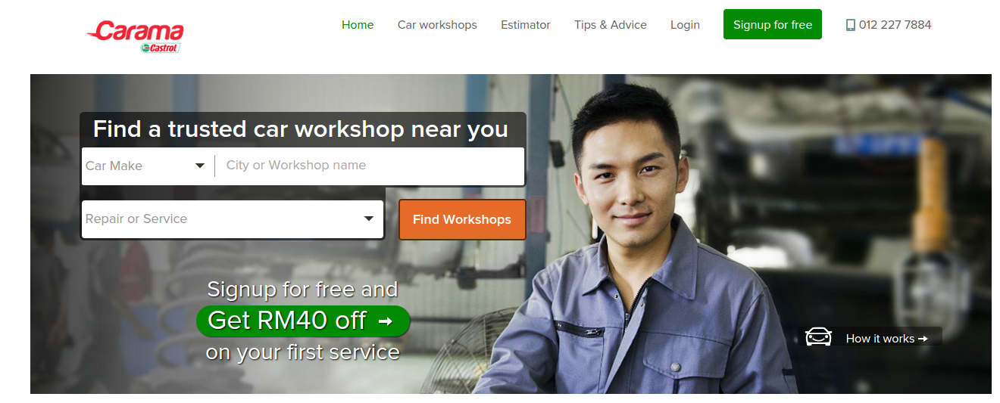 Carama
Castrol
Home
Car workshops
Estimator
Tips & Advice
Login
Signup for free
012 227 7884
Find a trusted car workshop near you
Car Make
City or Workshop name
Repair or Service
Find Workshops
Signup for free and
Get RM40 off →
on your first service
How it works →